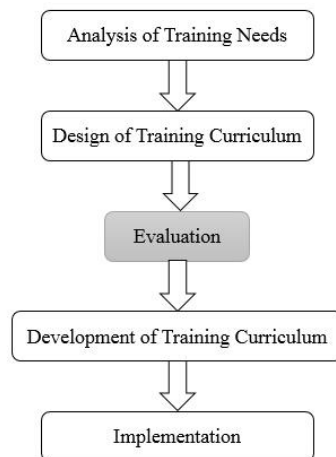 Analysis of Training Needs
Design of Training Curriculum
Evaluation
Development of Training Curriculum
Implementation